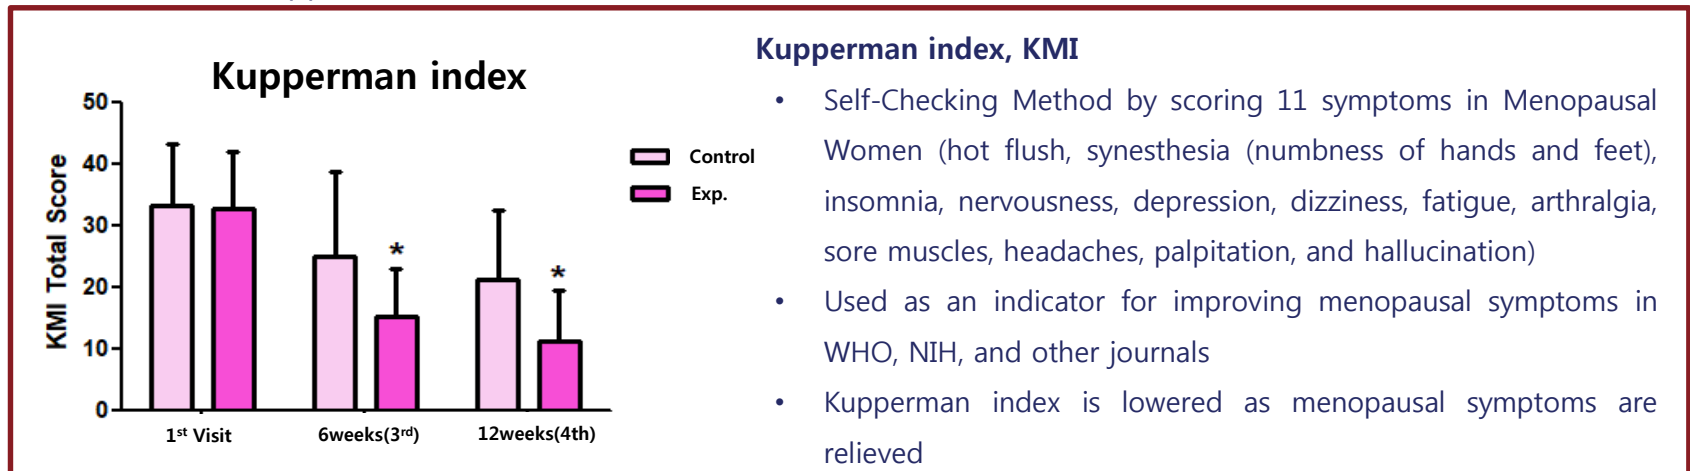 Kupperman index
50
40
30
20
10
0
KMI Total Score
*
*
Control
Exp.
1st Visit
6weeks(3rd)
12weeks(4th)
Kupperman index, KMI
• Self-Checking Method by scoring 11 symptoms in Menopausal
Women (hot flush, synesthesia (numbness of hands and feet),
insomnia, nervousness, depression, dizziness, fatigue, arthralgia,
sore muscles, headaches, palpitation, and hallucination)
• Used as an indicator for improving menopausal symptoms in
WHO, NIH, and other journals
• Kupperman index is lowered as menopausal symptoms are
relieved